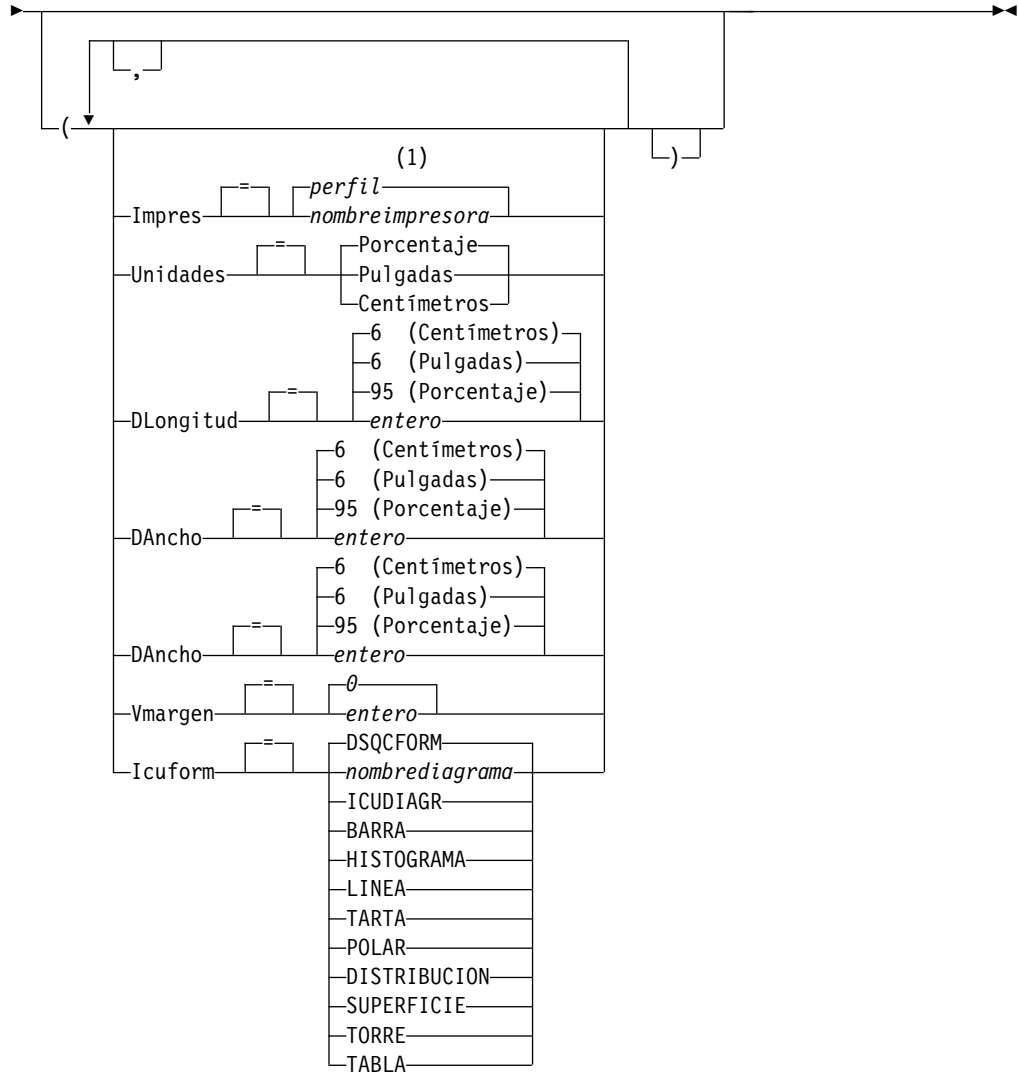 ,
(
)
(1)
= perfil
Impres nombreimpresora
= Porcentaje
Unidades Pulgadas
Centímetros
6 (Centímetros)
6 (Pulgadas)
= 95 (Porcentaje)
DLongitud entero
6 (Centímetros)
6 (Pulgadas)
= 95 (Porcentaje)
DAncho entero
6 (Centímetros)
6 (Pulgadas)
= 95 (Porcentaje)
DAncho entero
= 0
Vmargen entero
= DSQCFORM
Icuform nombrediagrama
ICUDIAGR
BARRA
HISTOGRAMA
LINEA
TARTA
POLAR
DISTRIBUCION
SUPERFICIE
TORRE
TABLA